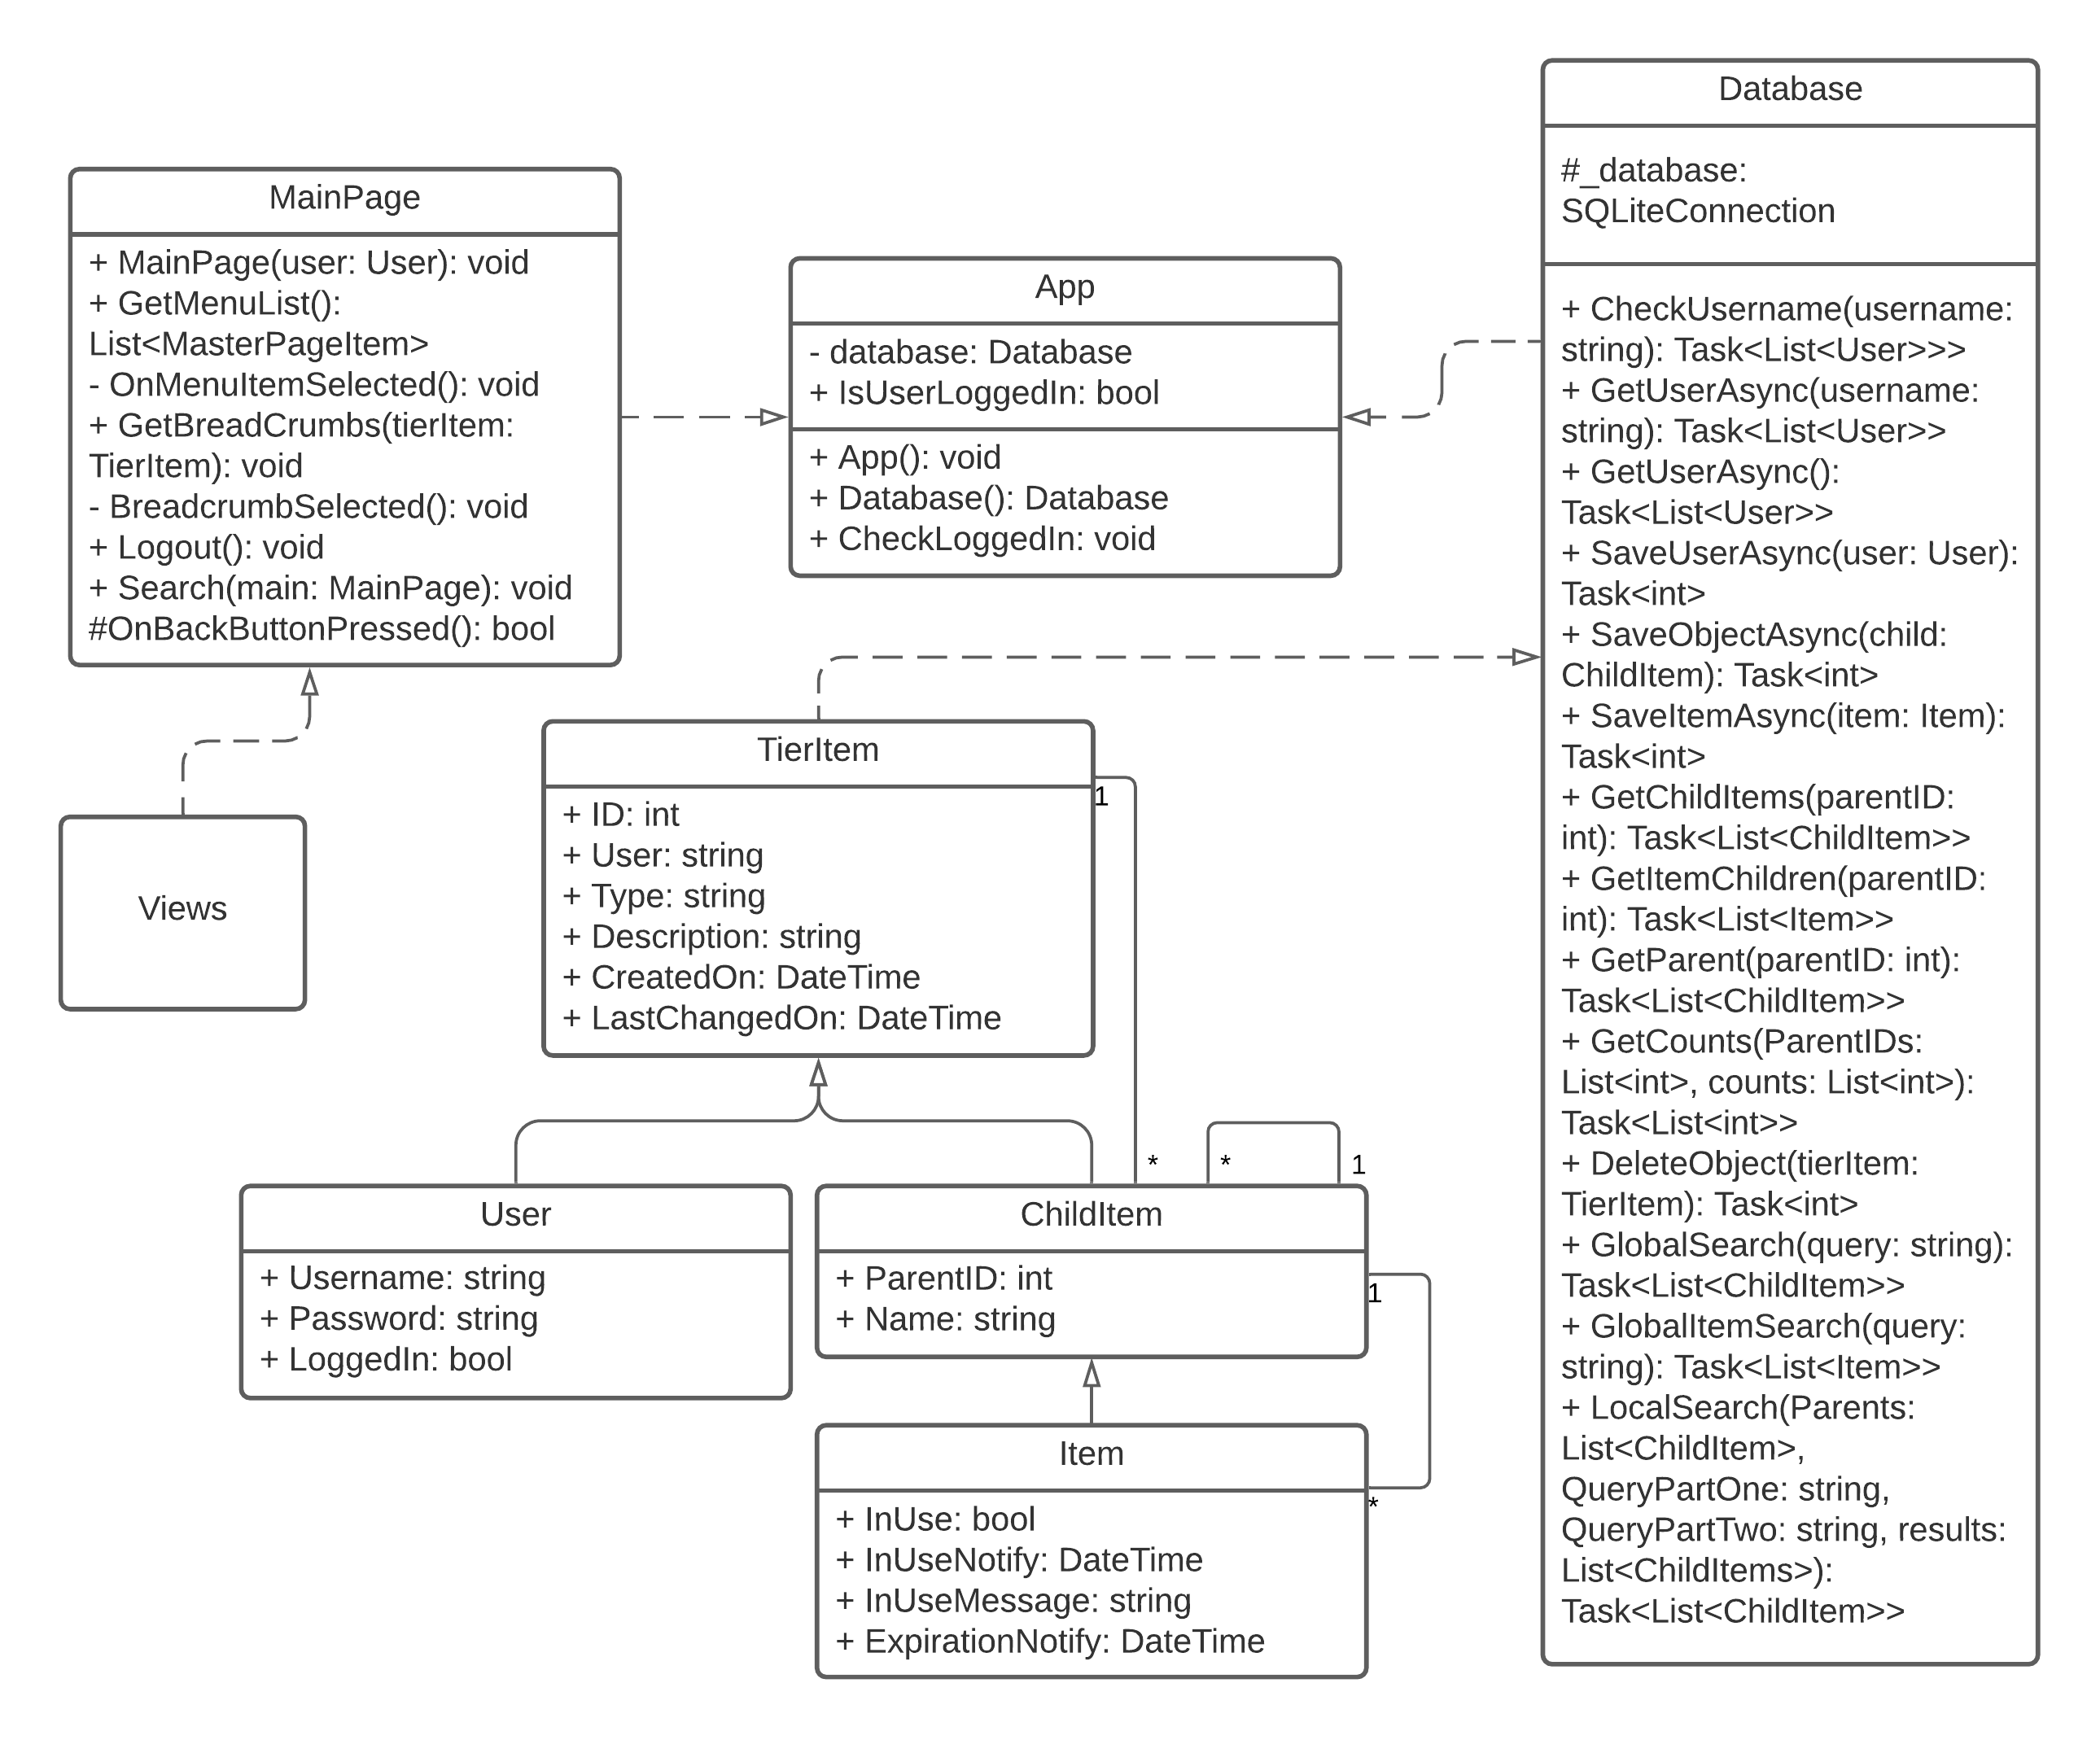 MainPage
+ MainPage(user: User): void
+ GetMenuList():
List<MasterPageItem>
- OnMenuItemSelected(): void
+ GetBreadCrumbs(tierItem:
TierItem): void
- BreadcrumbSelected(): void
+ Logout(): void
+ Search(main: MainPage): void
#OnBackButtonPressed(): bool
Views
App
- database: Database
+ IsUserLoggedIn: bool
+ App(): void
+ Database(): Database
+ CheckLoggedIn: void
TierItem
+ ID: int
+ User: string
+ Type: string
+ Description: string
+ CreatedOn: DateTime
+ LastChangedOn: DateTime
1
*
*
1
User
+ Username: string
+ Password: string
+ LoggedIn: bool
ChildItem
+ ParentID: int
+ Name: string
1
*
Item
+ InUse: bool
+ InUseNotify: DateTime
+ InUseMessage: string
+ ExpirationNotify: DateTime
Database
#_database:
SQLiteConnection
+ CheckUsername(username:
string): Task<List<User>>>
+ GetUserAsync(username:
string): Task<List<User>>
+ GetUserAsync():
Task<List<User>>
+ SaveUserAsync(user: User):
Task<int>
+ SaveObjectAsync(child:
ChildItem): Task<int>
+ SaveItemAsync(item: Item):
Task<int>
+ GetChildItems(parentID:
int): Task<List<ChildItem>>
+ GetItemChildren(parentID:
int): Task<List<Item>>
+ GetParent(parentID: int):
Task<List<ChildItem>>
+ GetCounts(ParentIDs:
List<int>, counts: List<int>):
Task<List<int>>
+ DeleteObject(tierItem:
TierItem): Task<int>
+ GlobalSearch(query: string):
Task<List<ChildItem>>
+ GlobalItemSearch(query:
string): Task<List<Item>>
+ LocalSearch(Parents:
List<ChildItem>,
QueryPartOne: string,
QueryPartTwo: string, results:
List<ChildItems>):
Task<List<ChildItem>>